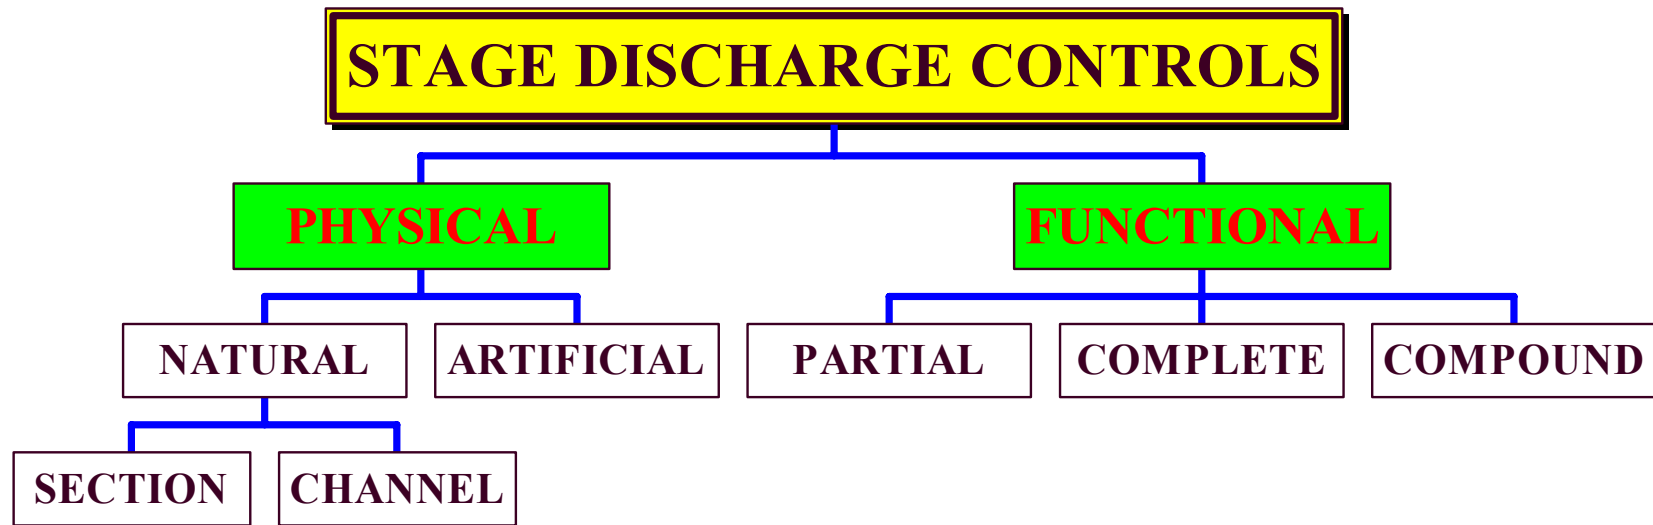 STAGE DISCHARGE CONTROLS
PHYSICAL
FUNCTIONAL
NATURAL
ARTIFICIAL
PARTIAL
COMPLETE
COMPOUND
SECTION
CHANNEL